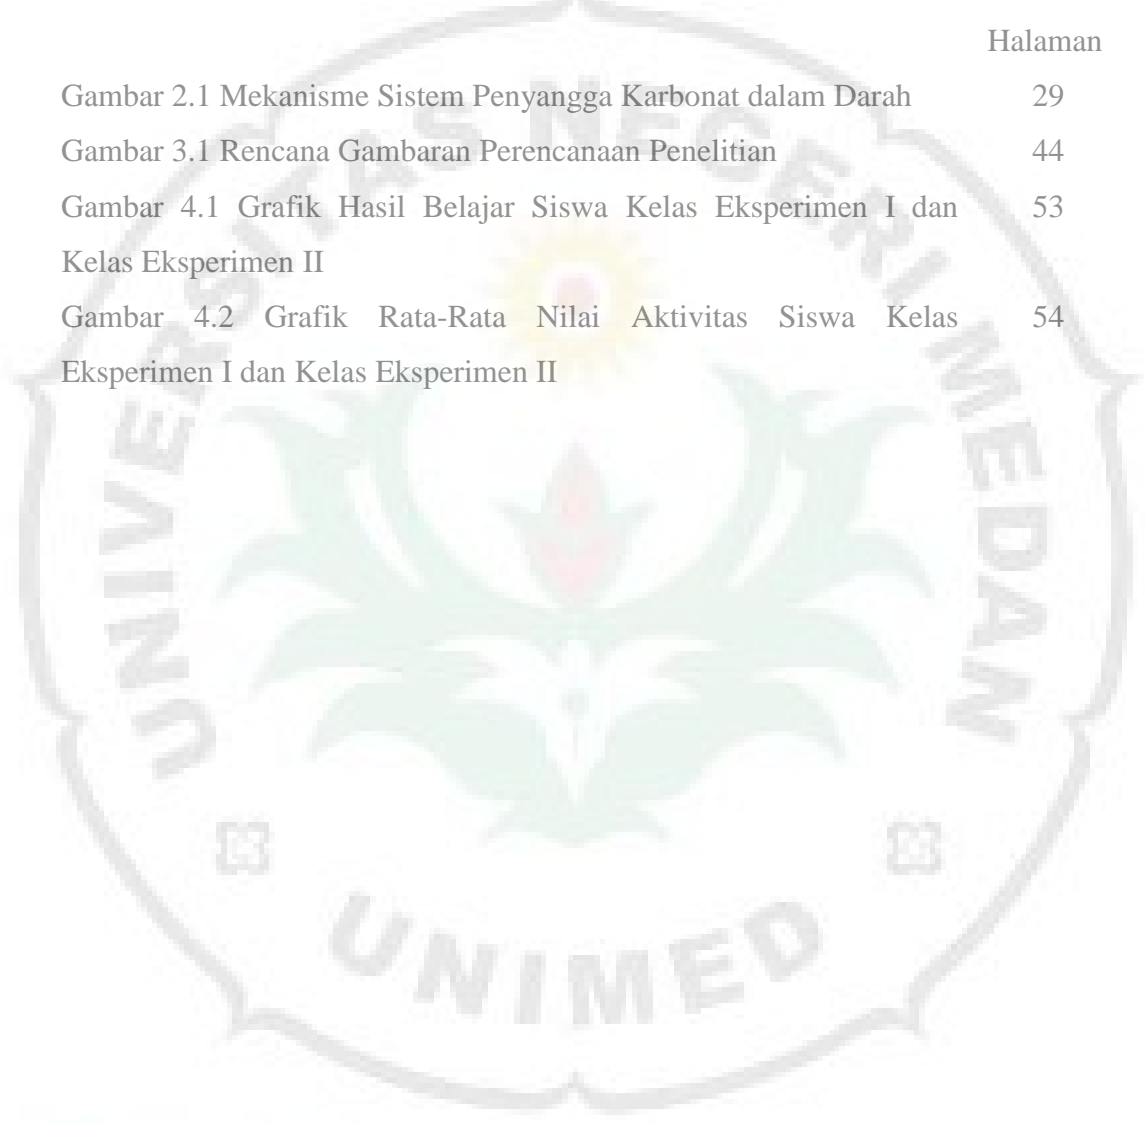 Halaman
Gambar 2.1 Mekanisme Sistem Penyangga Karbonat dalam Darah 29
Gambar 3.1 Rencana Gambaran Perencanaan Penelitian 44
Gambar 4.1 Grafik Hasil Belajar Siswa Kelas Eksperimen I dan 53
Kelas Eksperimen II
Gambar 4.2 Grafik Rata-Rata Nilai Aktivitas Siswa Kelas 54
Eksperimen I dan Kelas Eksperimen II
UNIVERSITAS NEGERI MEDAN
UNIMED